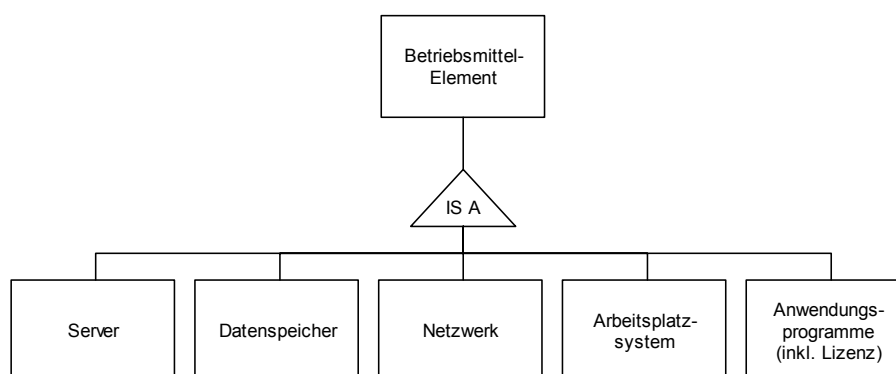 Betriebsmittel-
Element
IS A
Server
Datenspeicher
Netzwerk
Arbeitsplatz-
system
Anwendungs-
programme
(inkl. Lizenz)